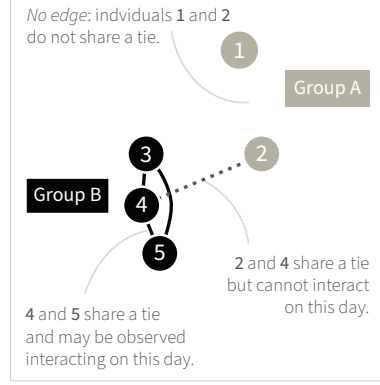 No edge: indviduals 1 and 2
do not share a tie.
1
Group A
3
2
Group B
4
5
2 and 4 share a tie
but cannot interact
on this day.
4 and 5 share a tie
and may be observed
interacting on this day.